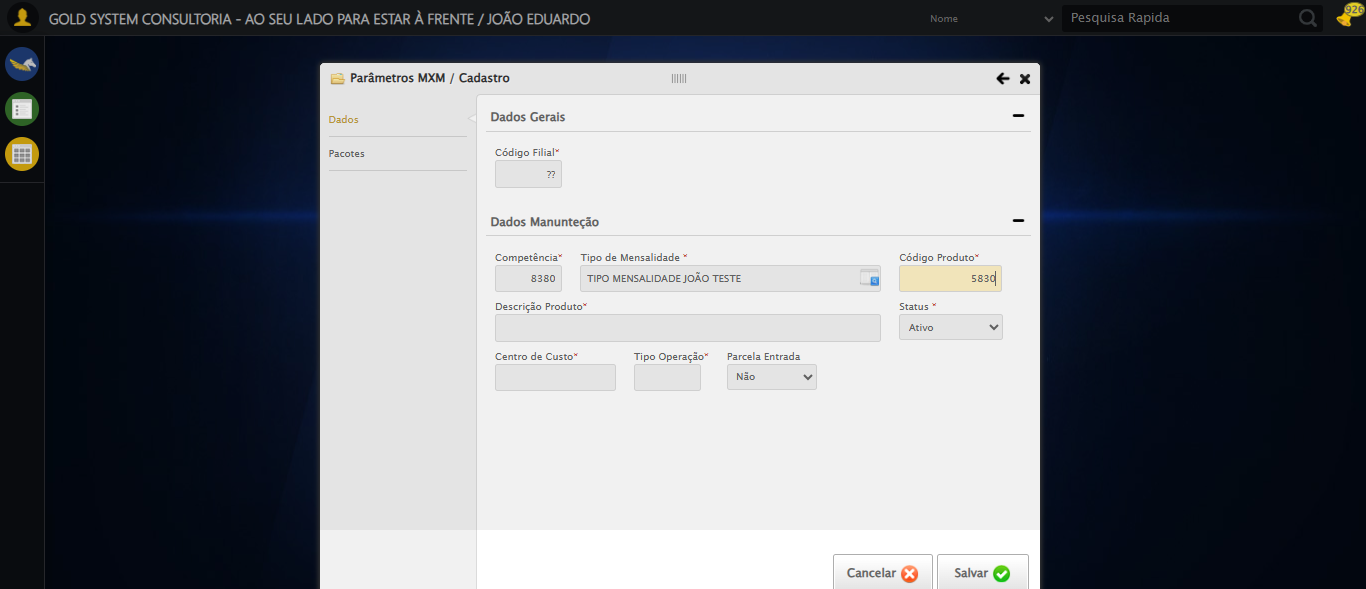 GOLD SYSTEM CONSULTORIA - AO SEU LADO PARA ESTAR À FRENTE / JOÃO EDUARDO
Nome
Pesquisa Rapida
926
Parâmetros MXM / Cadastro
Dados
Pacotes
Dados Gerais
Código Filial*
??
Dados Manunteção
Competência* Tipo de Mensalidade * Código Produto*
8380 TIPO MENSALIDADE JOÃO TESTE 5830
Descrição Produto* Status *
Ativo
Centro de Custo* Tipo Operação* Parcela Entrada
Não
Cancelar Salvar